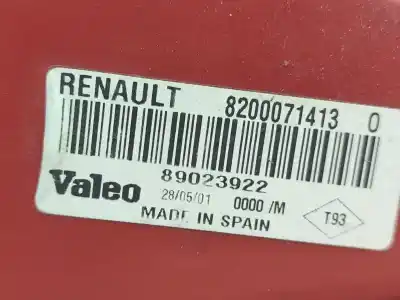 RENAULT 8200071413 0
89023922
Valeo 28/05/01 0000 /M
MADE IN SPAIN T93